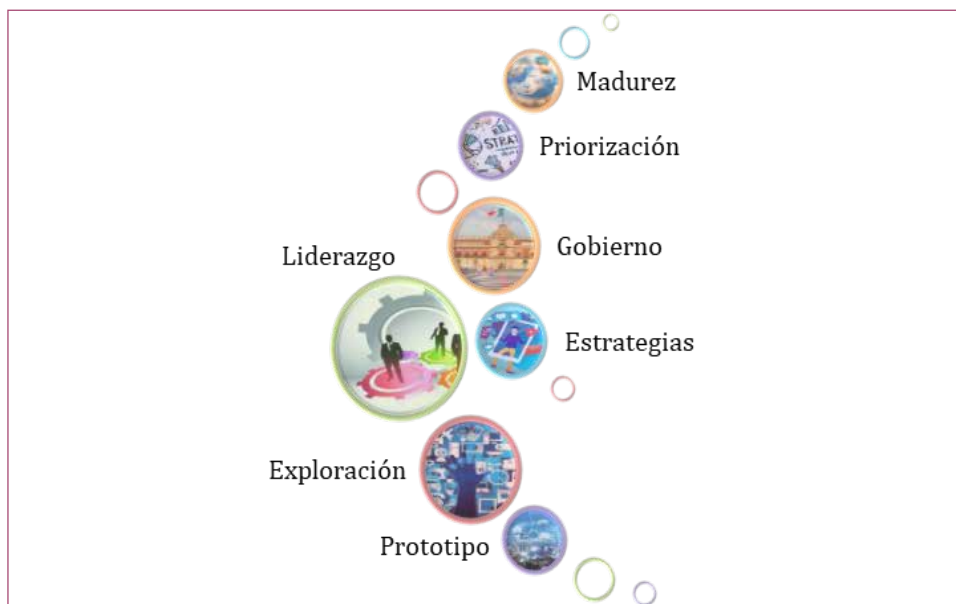 Madurez
Priorización
Gobierno
Liderazgo
Estrategias
Exploración
Prototipo